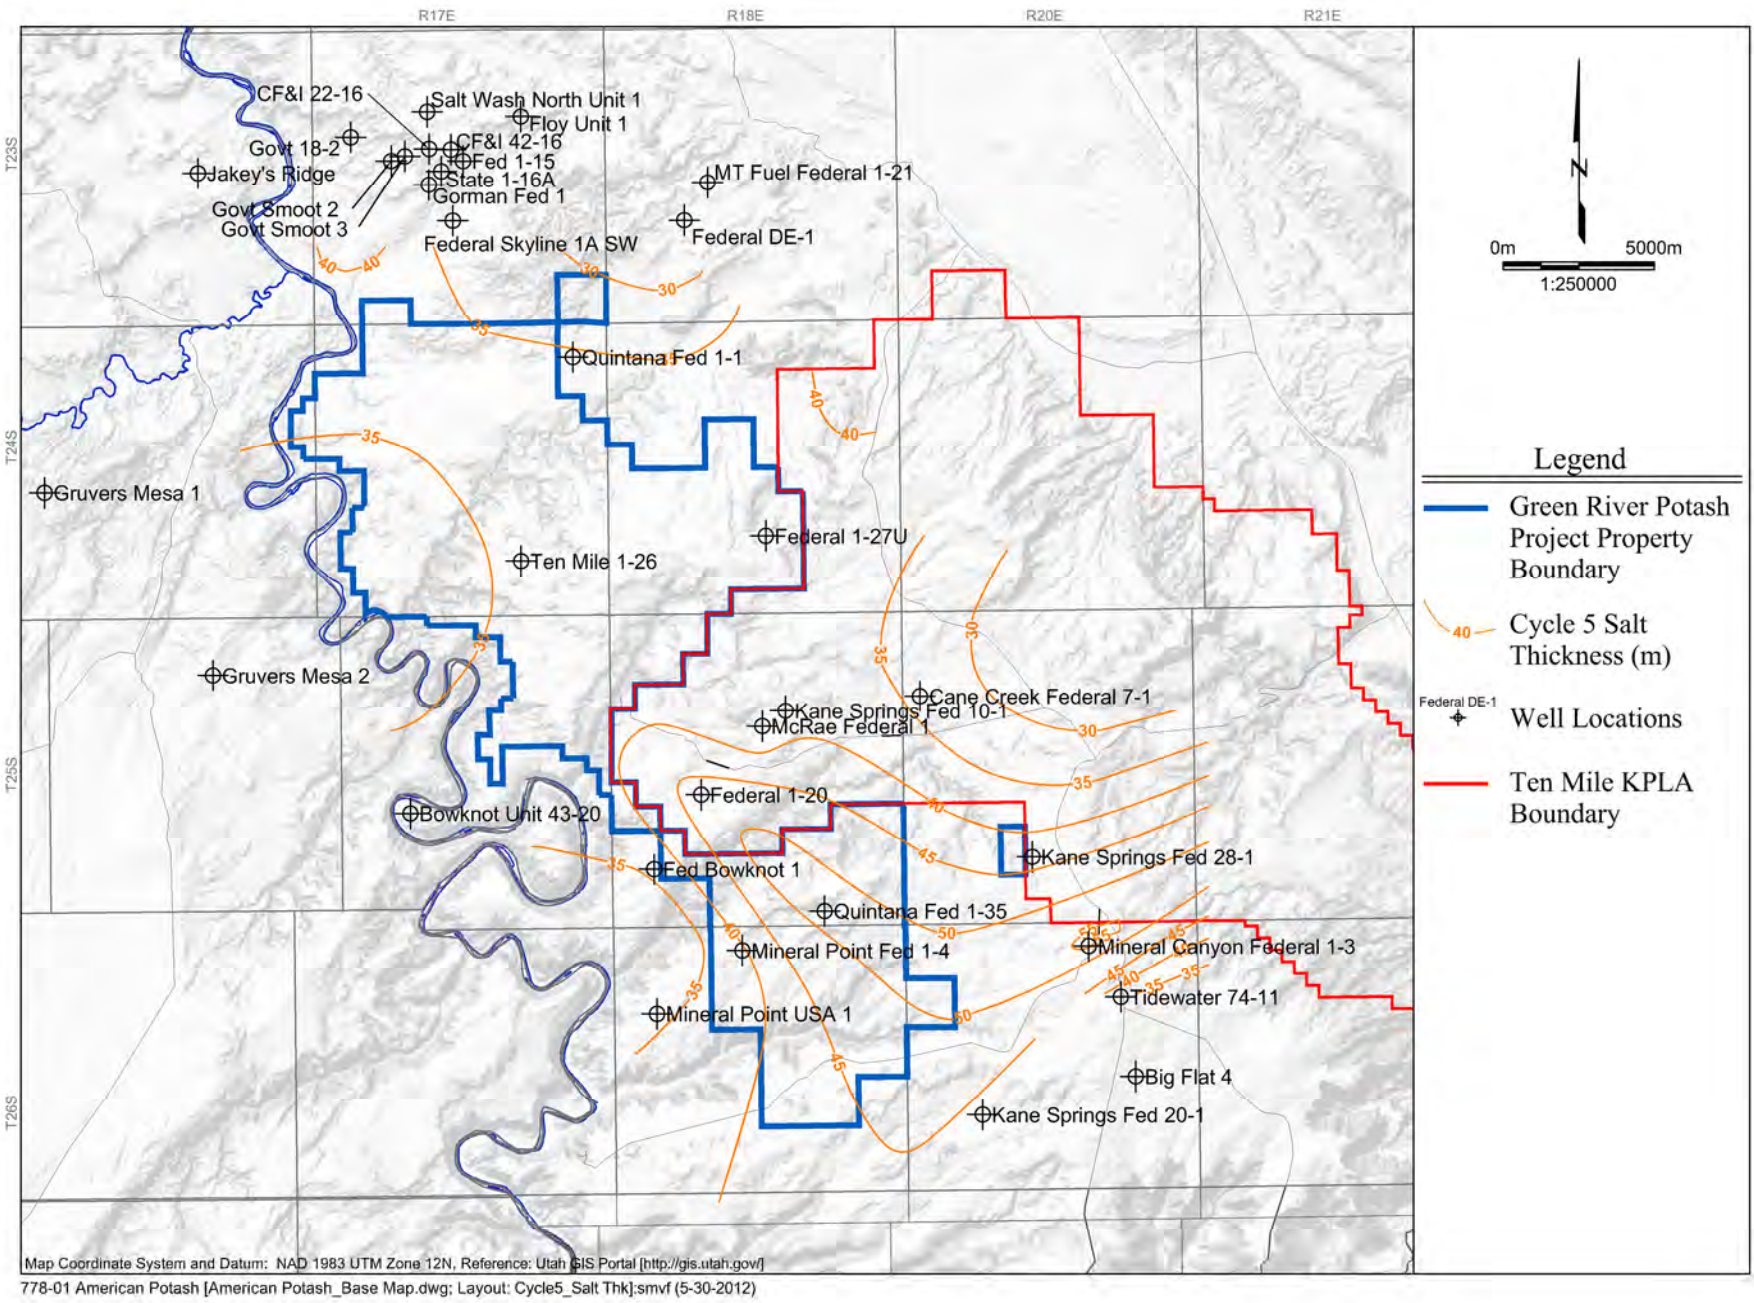 R17E
R18E
R20E
R21E
T23S
T24S
T25S
T26S
CF&I 22-16
Salt Wash North Unit 1
Floy Unit 1
Govt 18-2
CF&I 42-16
Jakey's Ridge
Fed 1-15
State 1-16A
Gorman Fed 1
Govt Smoot 2
Govt Smoot 3
MT Fuel Federal 1-21
Federal Skyline 1A SW
Federal DE-1
40
40
30
30
35
35
Quintana Fed 1-1
40
40
35
Gruvers Mesa 1
Federal 1-27U
Ten Mile 1-26
35
35
30
Gruvers Mesa 2
Cane Creek Federal 7-1
Kane Springs Fed 10-1
McRae Federal 1
30
35
Federal 1-20
40
Bowknot Unit 43-20
45
Kane Springs Fed 28-1
35
Fed Bowknot 1
Quintana Fed 1-35
40
50
45
Mineral Point Fed 1-4
Mineral Canyon Federal 1-3
45
40
35
35
35
Tidewater 74-11
Mineral Point USA 1
50
45
Big Flat 4
Kane Springs Fed 20-1
Map Coordinate System and Datum: NAD 1983 UTM Zone 12N, Reference: Utah GIS Portal [http://gis.utah.gov/]
778-01 American Potash [American Potash_Base Map.dwg; Layout: Cycle5_Salt Thk]:smvf (5-30-2012)
N
0m
5000m
1:250000
Legend
Green River Potash
Project Property
Boundary
40
Cycle 5 Salt
Thickness (m)
Federal DE-1
Well Locations
Ten Mile KPLA
Boundary